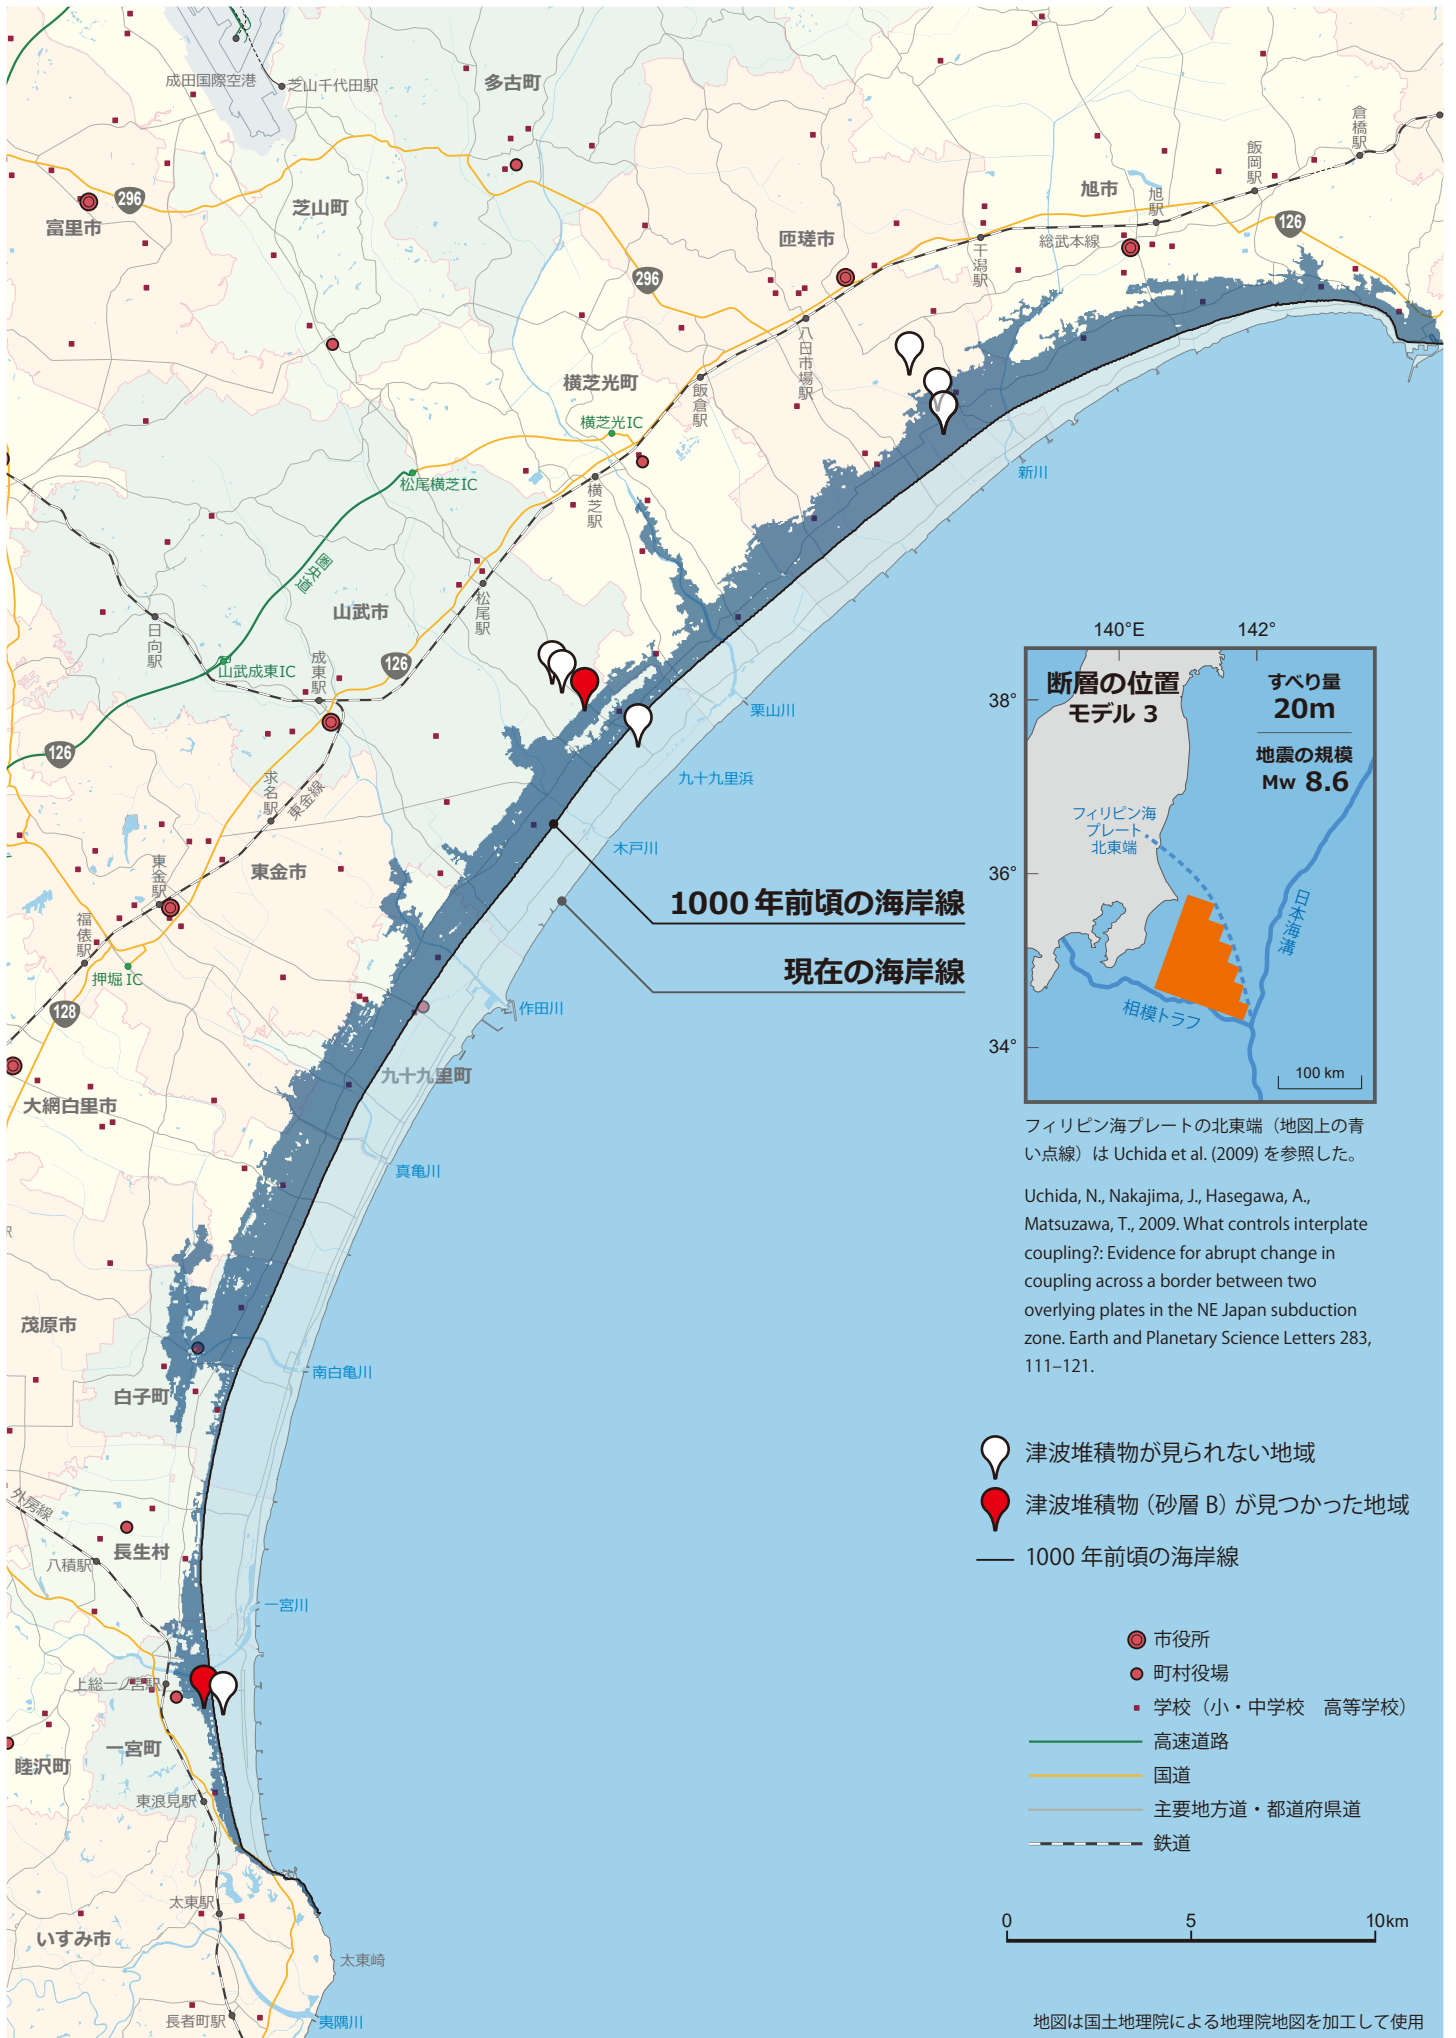 成田国際空港
芝山千代田駅
多古町
倉橋駅
飯岡駅
旭市
旭駅
126
296
富里市
芝山町
匝瑳市
総武本線
干潟駅
296
八日市場駅
横芝光町
飯倉駅
横芝光IC
松尾横芝IC
横芝駅
新川
圏央道
山武市
松尾駅
日向駅
成東駅
山武成東IC
126
126
栗山川
九十九里浜
求名駅
東金線
木戸川
東金市
東金駅
福俵駅
押堀 IC
128
1000 年前頃の海岸線
現在の海岸線
作田川
九十九里町
大網白里市
真亀川
茂原市
南白亀川
白子町
外房線
八積駅
長生村
一宮川
上総一ノ宮駅
一宮町
睦沢町
東浪見駅
太東駅
いすみ市
太東崎
長者町駅
夷隅川
140°E
142°
38°
36°
34°
断層の位置
モデル 3
すべり量
20m
地震の規模
Mw 8.6
フィリピン海
プレート
北東端
日本海溝
相模トラフ
100 km
フィリピン海プレートの北東端（地図上の青
い点線）は Uchida et al. (2009) を参照した。
Uchida, N., Nakajima, J., Hasegawa, A.,
Matsuzawa, T., 2009. What controls interplate
coupling?: Evidence for abrupt change in
coupling across a border between two
overlying plates in the NE Japan subduction
zone. Earth and Planetary Science Letters 283,
111–121.
津波堆積物が見られない地域
津波堆積物（砂層 B）が見つかった地域
1000 年前頃の海岸線
市役所
町村役場
学校（小・中学校　高等学校）
高速道路
国道
主要地方道・都道府県道
鉄道
0
5
10km
地図は国土地理院による地理院地図を加工して使用